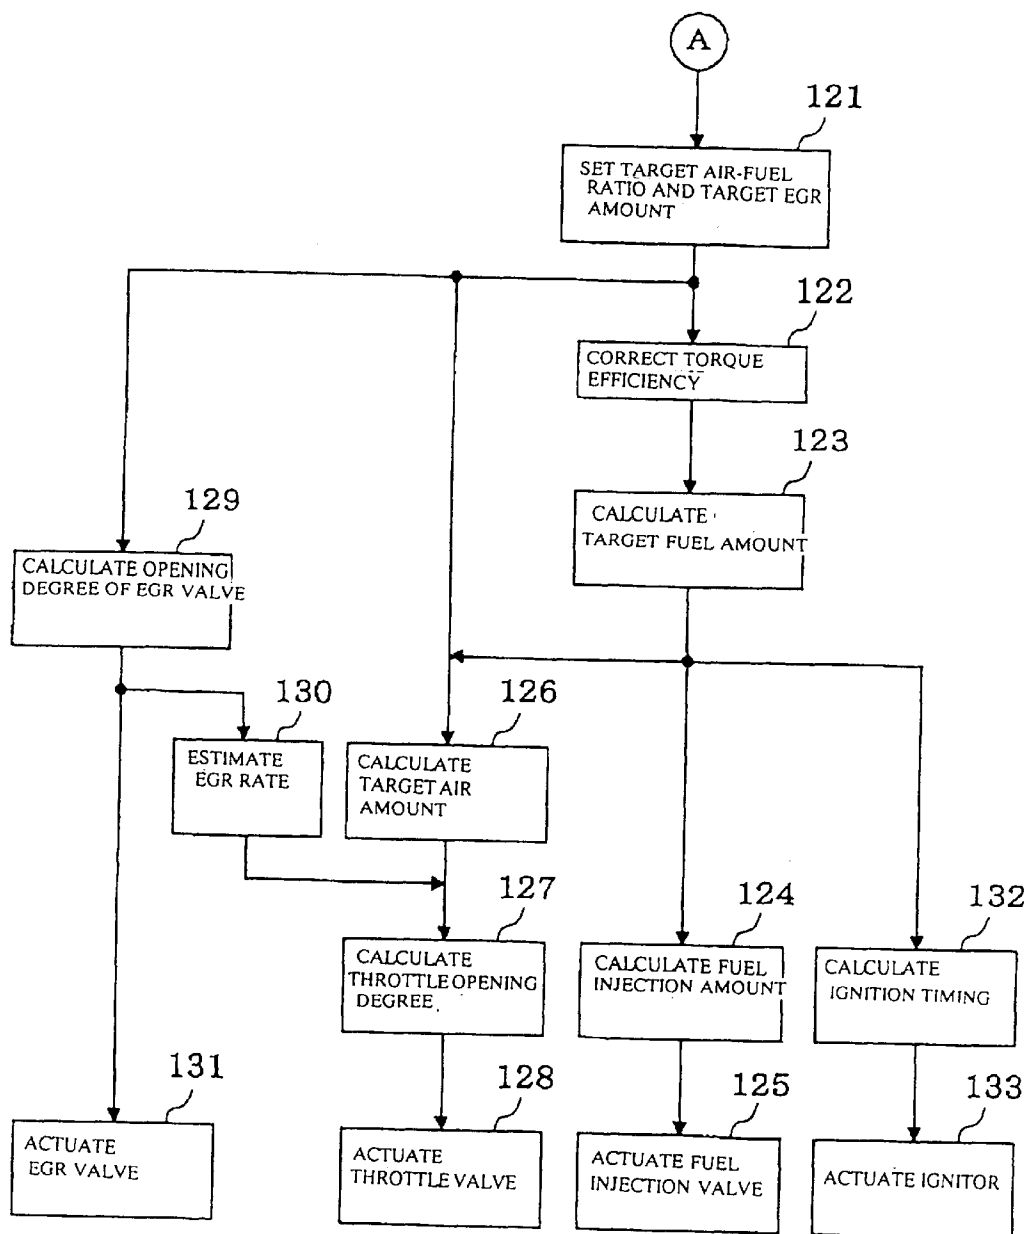 A
121
SET TARGET AIR-FUEL
RATIO AND TARGET EGR
AMOUNT
122
CORRECT TORQUE
EFFICIENCY
123
CALCULATE
TARGET FUEL AMOUNT
129
CALCULATE OPENING
DEGREE OF EGR VALVE
130
ESTIMATE
EGR RATE
126
CALCULATE
TARGET AIR
AMOUNT
127
CALCULATE
THROTTLE OPENING
DEGREE
124
CALCULATE FUEL
INJECTION AMOUNT
132
CALCULATE
IGNITION TIMING
131
ACTUATE
EGR VALVE
128
ACTUATE
THROTTLE VALVE
125
ACTUATE FUEL
INJECTION VALVE
133
ACTUATE IGNITOR